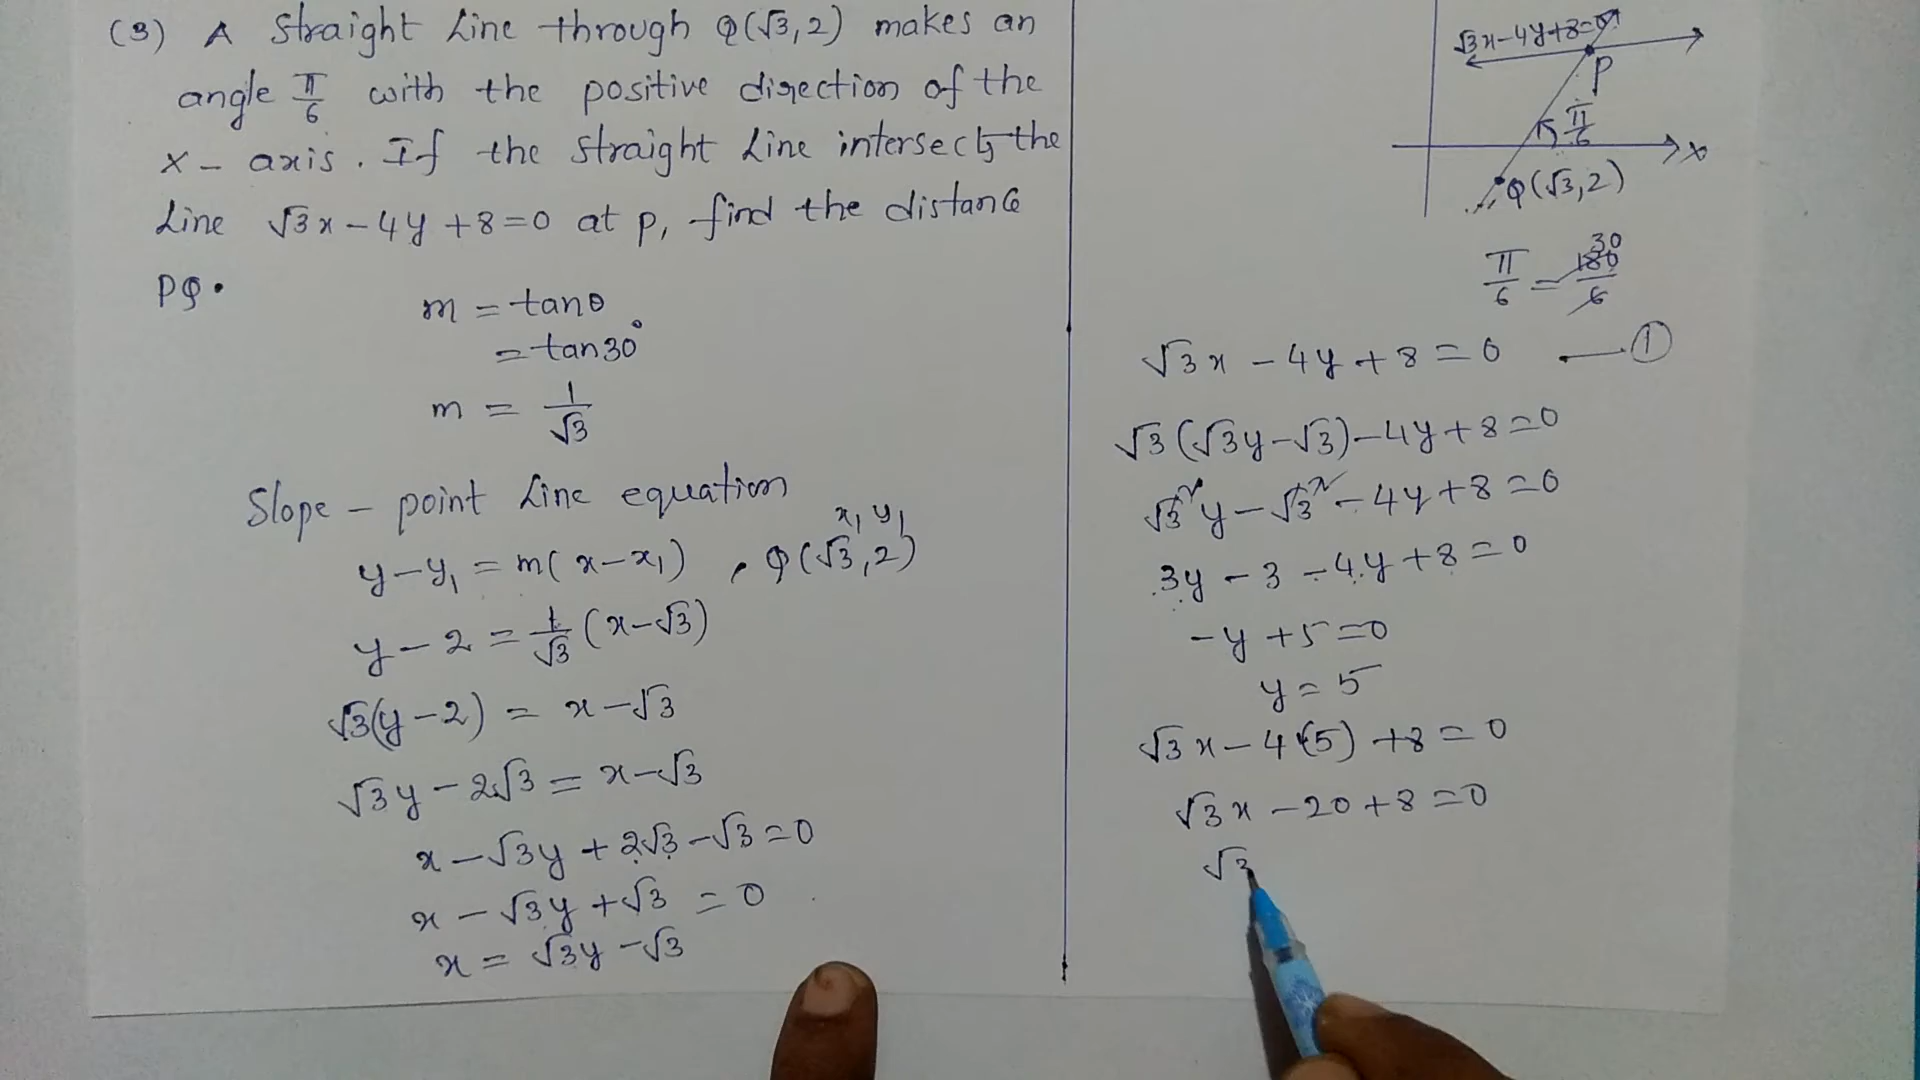 (3) A Straight Line through Q(√3,2) makes an
angle π/6 with the positive direction of the
X - axis. If the straight Line intersects the
Line √3x - 4y + 8 = 0 at p, find the distance
PQ.
m = tanθ
= tan30°
m = 1/√3
Slope - point Line equation
x₁ y₁
y - y₁ = m(x - x₁) , Q(√3,2)
y - 2 = 1/√3 (x - √3)
√3(y - 2) = x - √3
√3y - 2√3 = x - √3
x - √3y + 2√3 - √3 = 0
x - √3y + √3 = 0
x = √3y - √3
√3x - 4y + 8 = 0
P
π/6
X
Q(√3,2)
π/6 = 180/6
30
√3x - 4y + 8 = 0 — ①
√3(√3y - √3) - 4y + 8 = 0
√3²y - √3² - 4y + 8 = 0
3y - 3 - 4y + 8 = 0
-y + 5 = 0
y = 5
√3x - 4(5) + 8 = 0
√3x - 20 + 8 = 0
√3